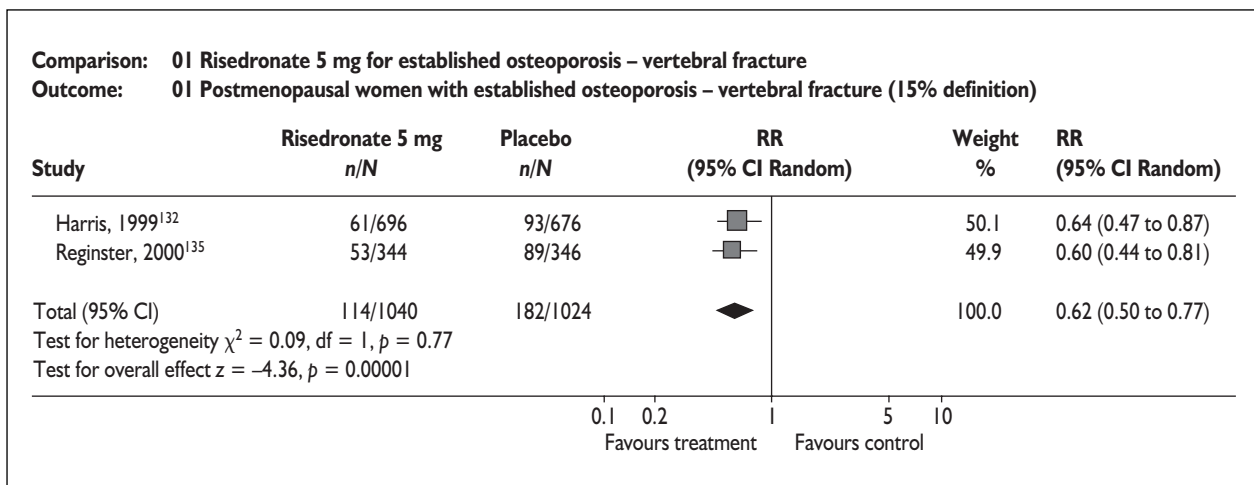 Comparison: 01 Risedronate 5 mg for established osteoporosis – vertebral fracture
Outcome: 01 Postmenopausal women with established osteoporosis – vertebral fracture (15% definition)
Risedronate 5 mg Placebo RR Weight RR
Study n/N n/N (95% CI Random) % (95% CI Random)
Harris, 1999¹³² 61/696 93/676 50.1 0.64 (0.47 to 0.87)
Reginster, 2000¹³⁵ 53/344 89/346 49.9 0.60 (0.44 to 0.81)
Total (95% CI) 114/1040 182/1024 100.0 0.62 (0.50 to 0.77)
Test for heterogeneity χ² = 0.09, df = 1, p = 0.77
Test for overall effect z = –4.36, p = 0.00001
0.1 0.2 1 5 10
Favours treatment Favours control